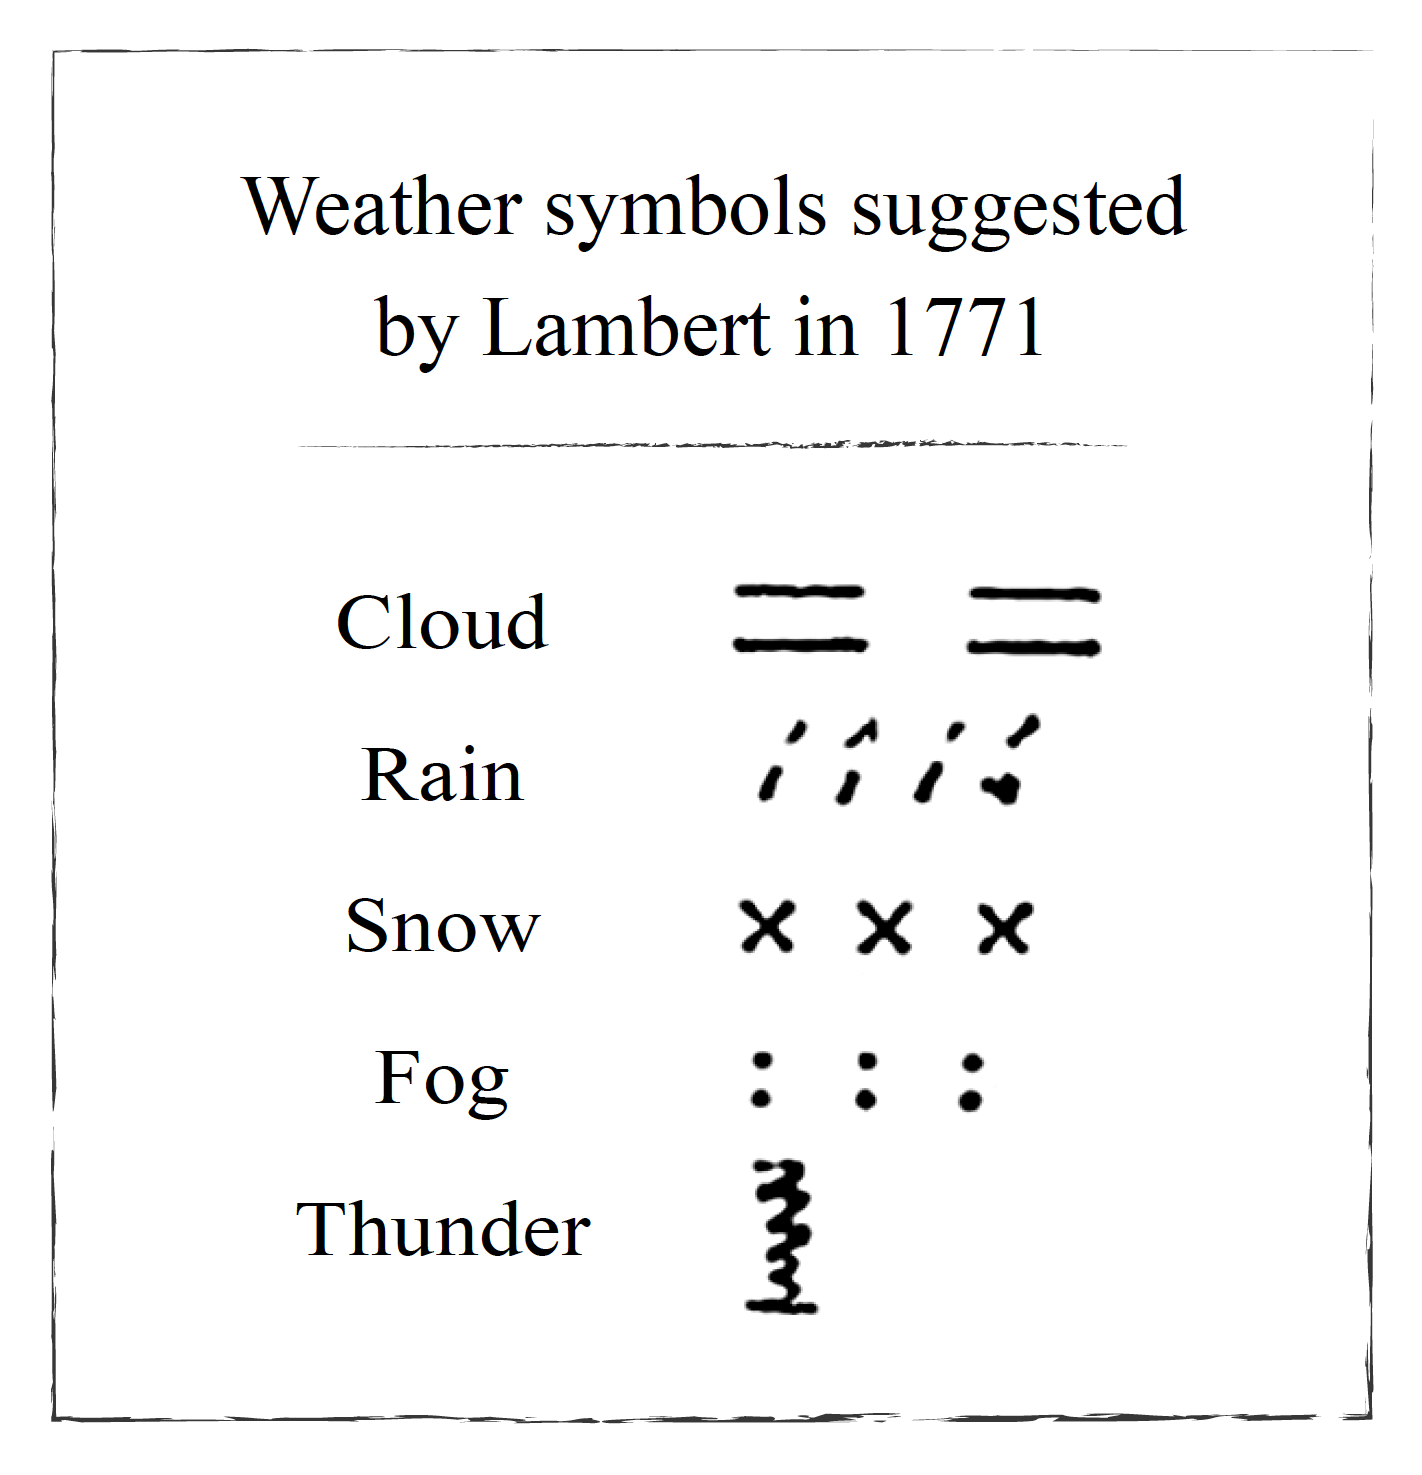 Weather symbols suggested
by Lambert in 1771
Cloud
Rain
Snow
Fog
Thunder